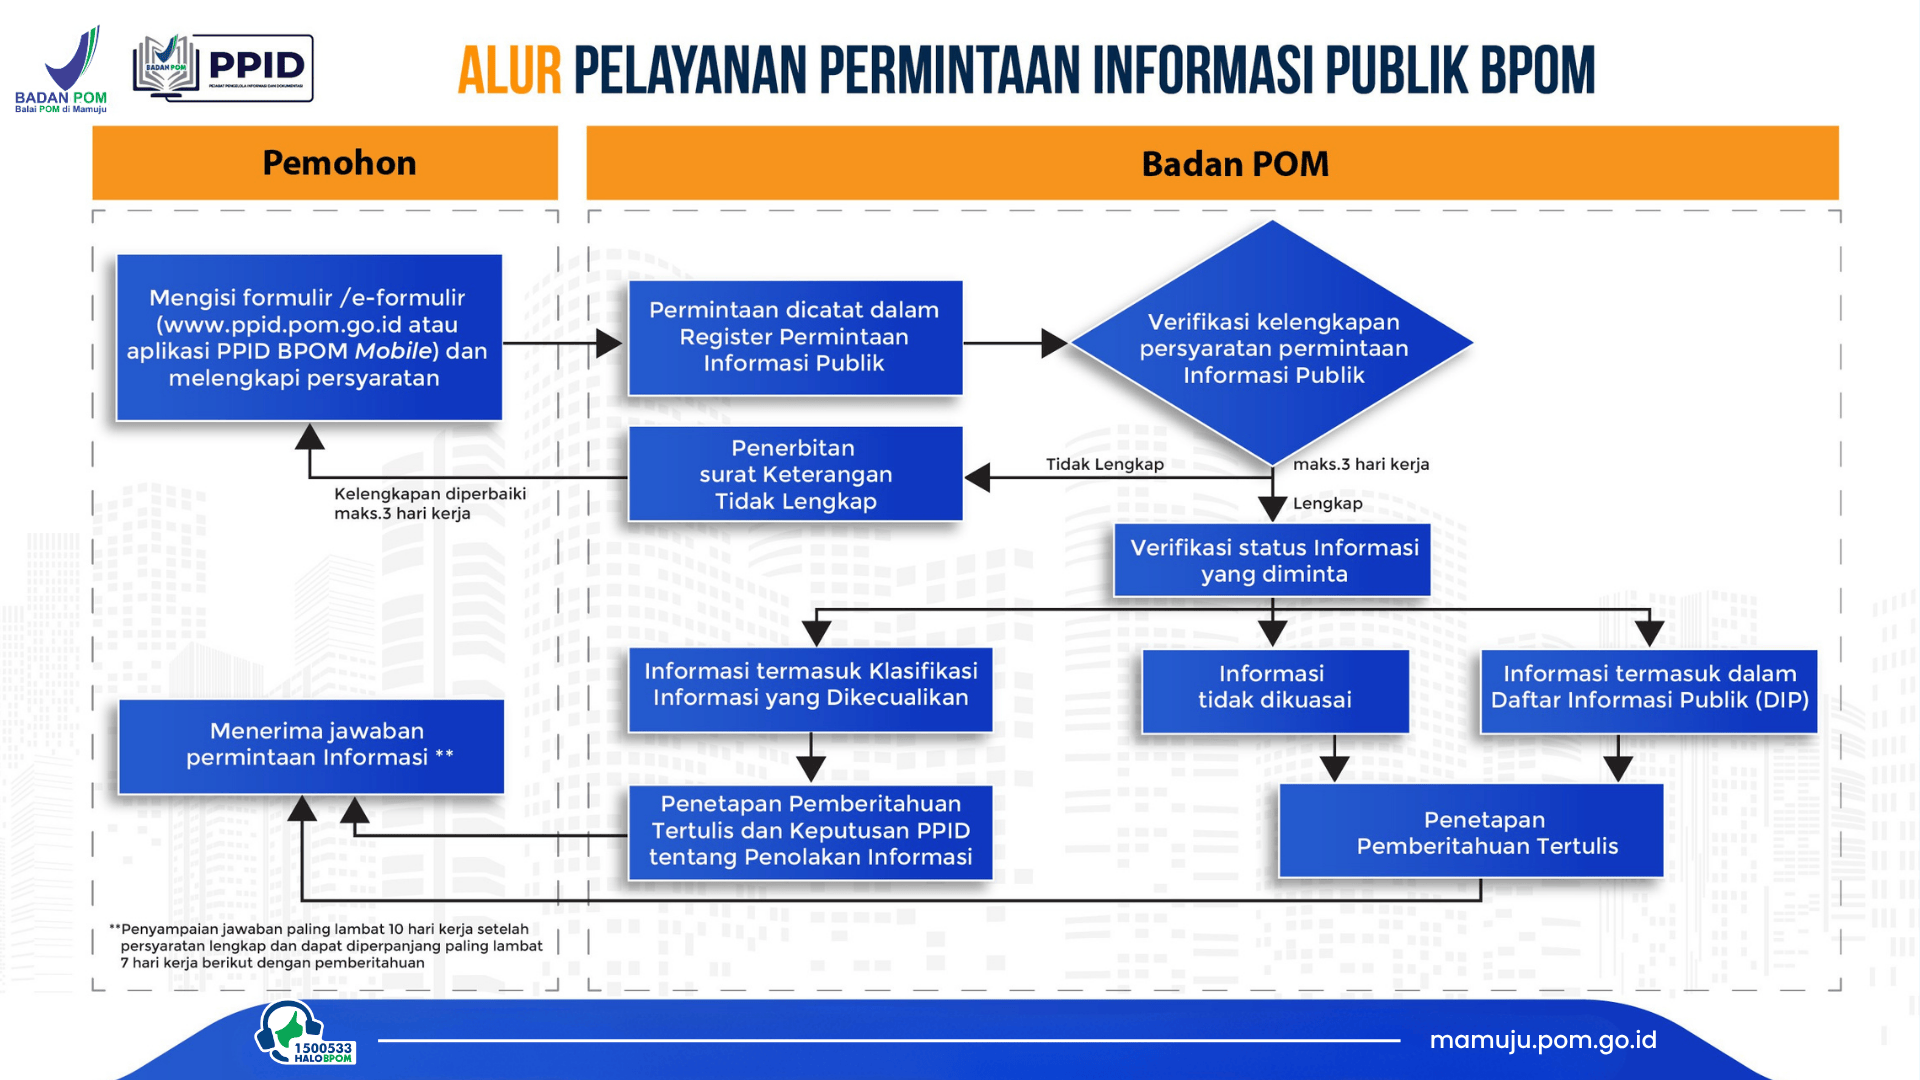 BADAN POM
Balai POM di Mamuju
BADAN POM
PPID
PEJABAT PENGELOLA INFORMASI DAN DOKUMENTASI
ALUR PELAYANAN PERMINTAAN INFORMASI PUBLIK BPOM
Pemohon
Badan POM
Mengisi formulir /e-formulir
(www.ppid.pom.go.id atau
aplikasi PPID BPOM Mobile) dan
melengkapi persyaratan
Permintaan dicatat dalam
Register Permintaan
Informasi Publik
Verifikasi kelengkapan
persyaratan permintaan
Informasi Publik
Penerbitan
surat Keterangan
Tidak Lengkap
Tidak Lengkap
maks.3 hari kerja
Lengkap
Kelengkapan diperbaiki
maks.3 hari kerja
Verifikasi status Informasi
yang diminta
Informasi termasuk Klasifikasi
Informasi yang Dikecualikan
Informasi
tidak dikuasai
Informasi termasuk dalam
Daftar Informasi Publik (DIP)
Menerima jawaban
permintaan Informasi **
Penetapan Pemberitahuan
Tertulis dan Keputusan PPID
tentang Penolakan Informasi
Penetapan
Pemberitahuan Tertulis
**Penyampaian jawaban paling lambat 10 hari kerja setelah
persyaratan lengkap dan dapat diperpanjang paling lambat
7 hari kerja berikut dengan pemberitahuan
1500533
HALOBPOM
mamuju.pom.go.id